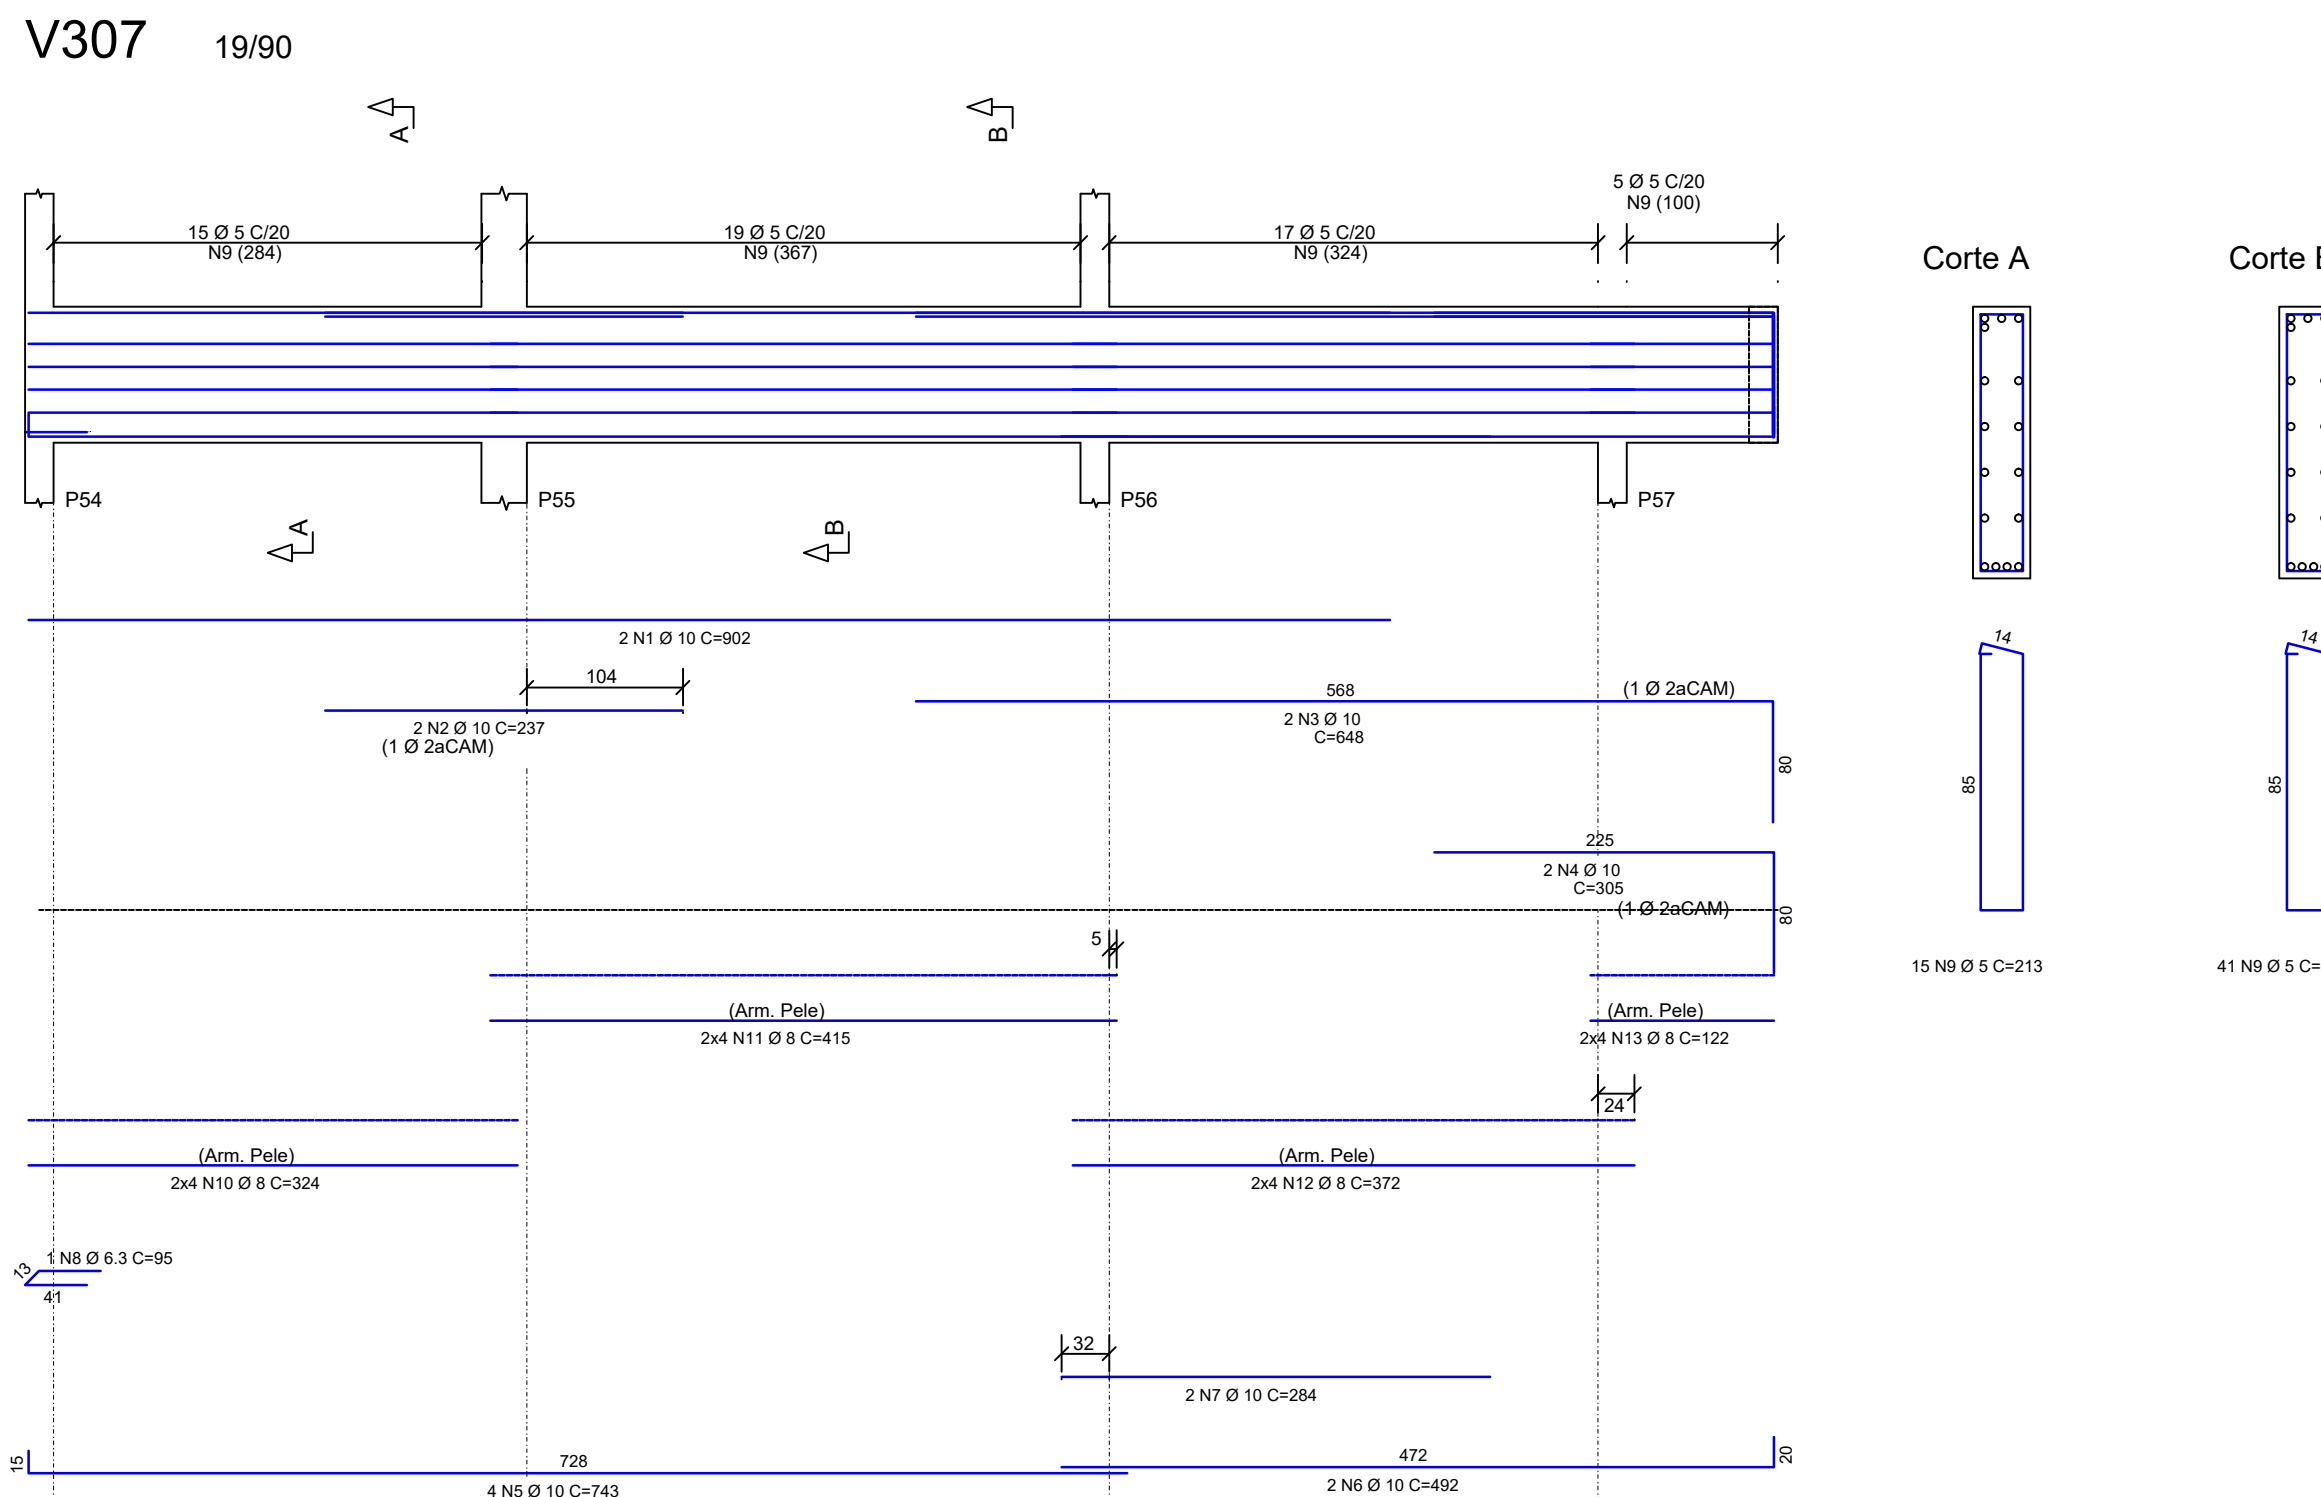 V307 19/90
A
B
5 Ø 5 C/20
N9 (100)
15 Ø 5 C/20
N9 (284)
19 Ø 5 C/20
N9 (367)
17 Ø 5 C/20
N9 (324)
Corte A
Corte
P54
P55
P56
P57
A
B
2 N1 Ø 10 C=902
14
14
104
2 N2 Ø 10 C=237
(1 Ø 2aCAM)
568
(1 Ø 2aCAM)
2 N3 Ø 10
C=648
80
85
85
225
2 N4 Ø 10
C=305
(1 Ø 2aCAM)
80
5
15 N9 Ø 5 C=213
41 N9 Ø 5 C=
(Arm. Pele)
2x4 N11 Ø 8 C=415
(Arm. Pele)
2x4 N13 Ø 8 C=122
24
(Arm. Pele)
2x4 N10 Ø 8 C=324
(Arm. Pele)
2x4 N12 Ø 8 C=372
1 N8 Ø 6.3 C=95
13
41
32
2 N7 Ø 10 C=284
15
728
4 N5 Ø 10 C=743
472
2 N6 Ø 10 C=492
20